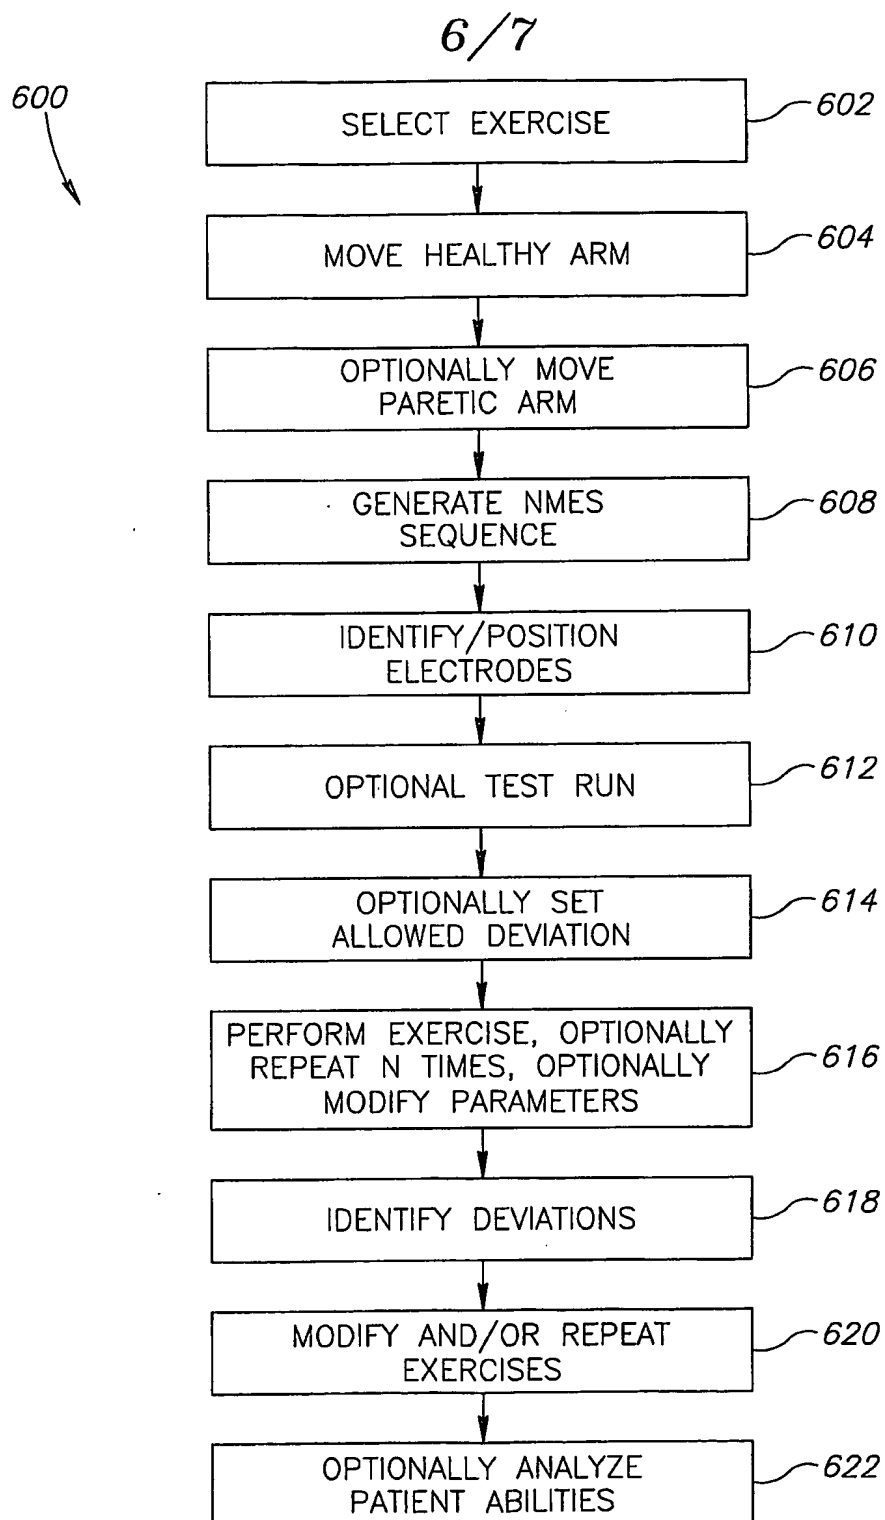 6/7
600
SELECT EXERCISE
602
MOVE HEALTHY ARM
604
OPTIONALLY MOVE
PARETIC ARM
606
GENERATE NMES
SEQUENCE
608
IDENTIFY/POSITION
ELECTRODES
610
OPTIONAL TEST RUN
612
OPTIONALLY SET
ALLOWED DEVIATION
614
PERFORM EXERCISE, OPTIONALLY
REPEAT N TIMES, OPTIONALLY
MODIFY PARAMETERS
616
IDENTIFY DEVIATIONS
618
MODIFY AND/OR REPEAT
EXERCISES
620
OPTIONALLY ANALYZE
PATIENT ABILITIES
622